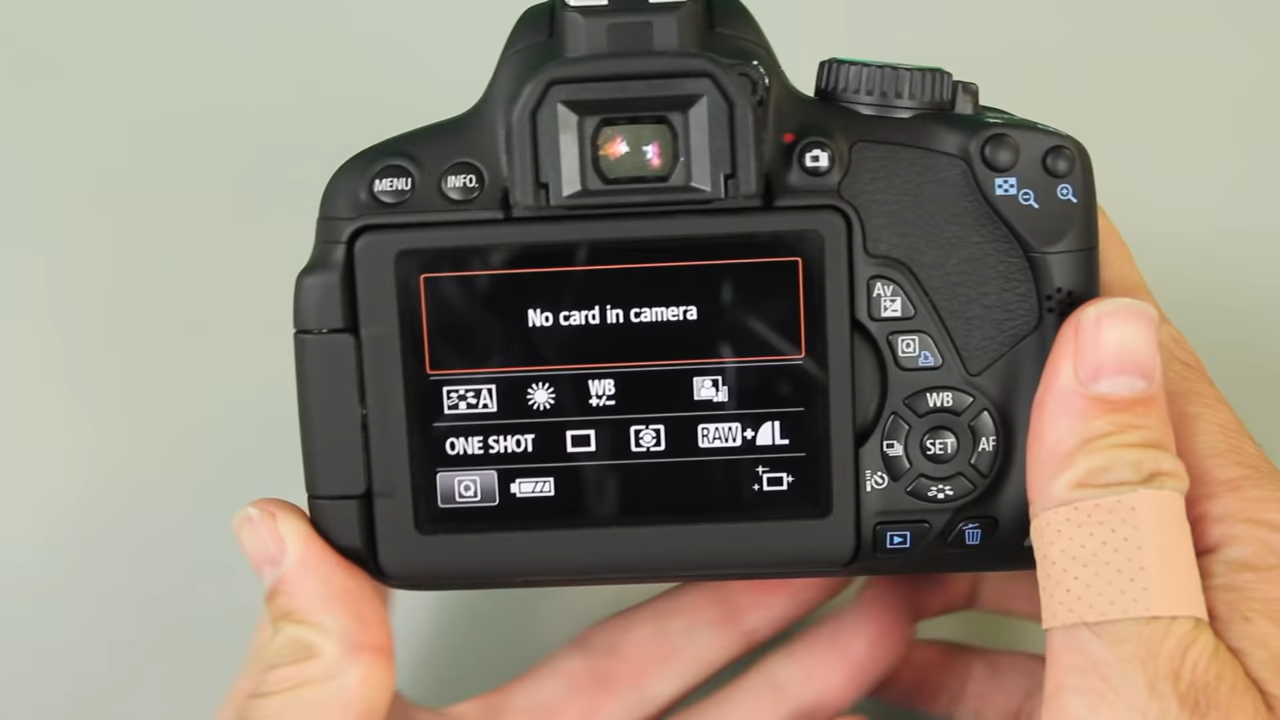 MENU
INFO.
No card in camera
A
WB
+/-
ONE SHOT
RAW+L
Q
Av
Q
WB
SET
AF